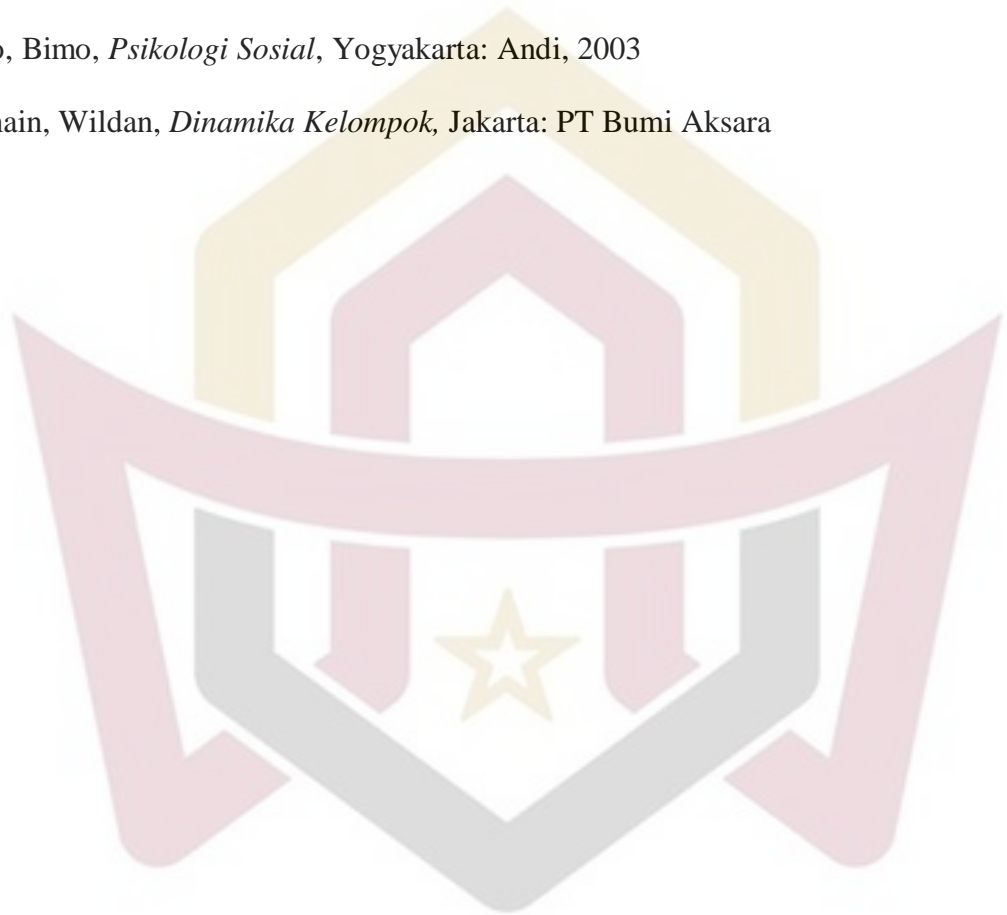 o, Bimo, Psikologi Sosial, Yogyakarta: Andi, 2003
ain, Wildan, Dinamika Kelompok, Jakarta: PT Bumi Aksara